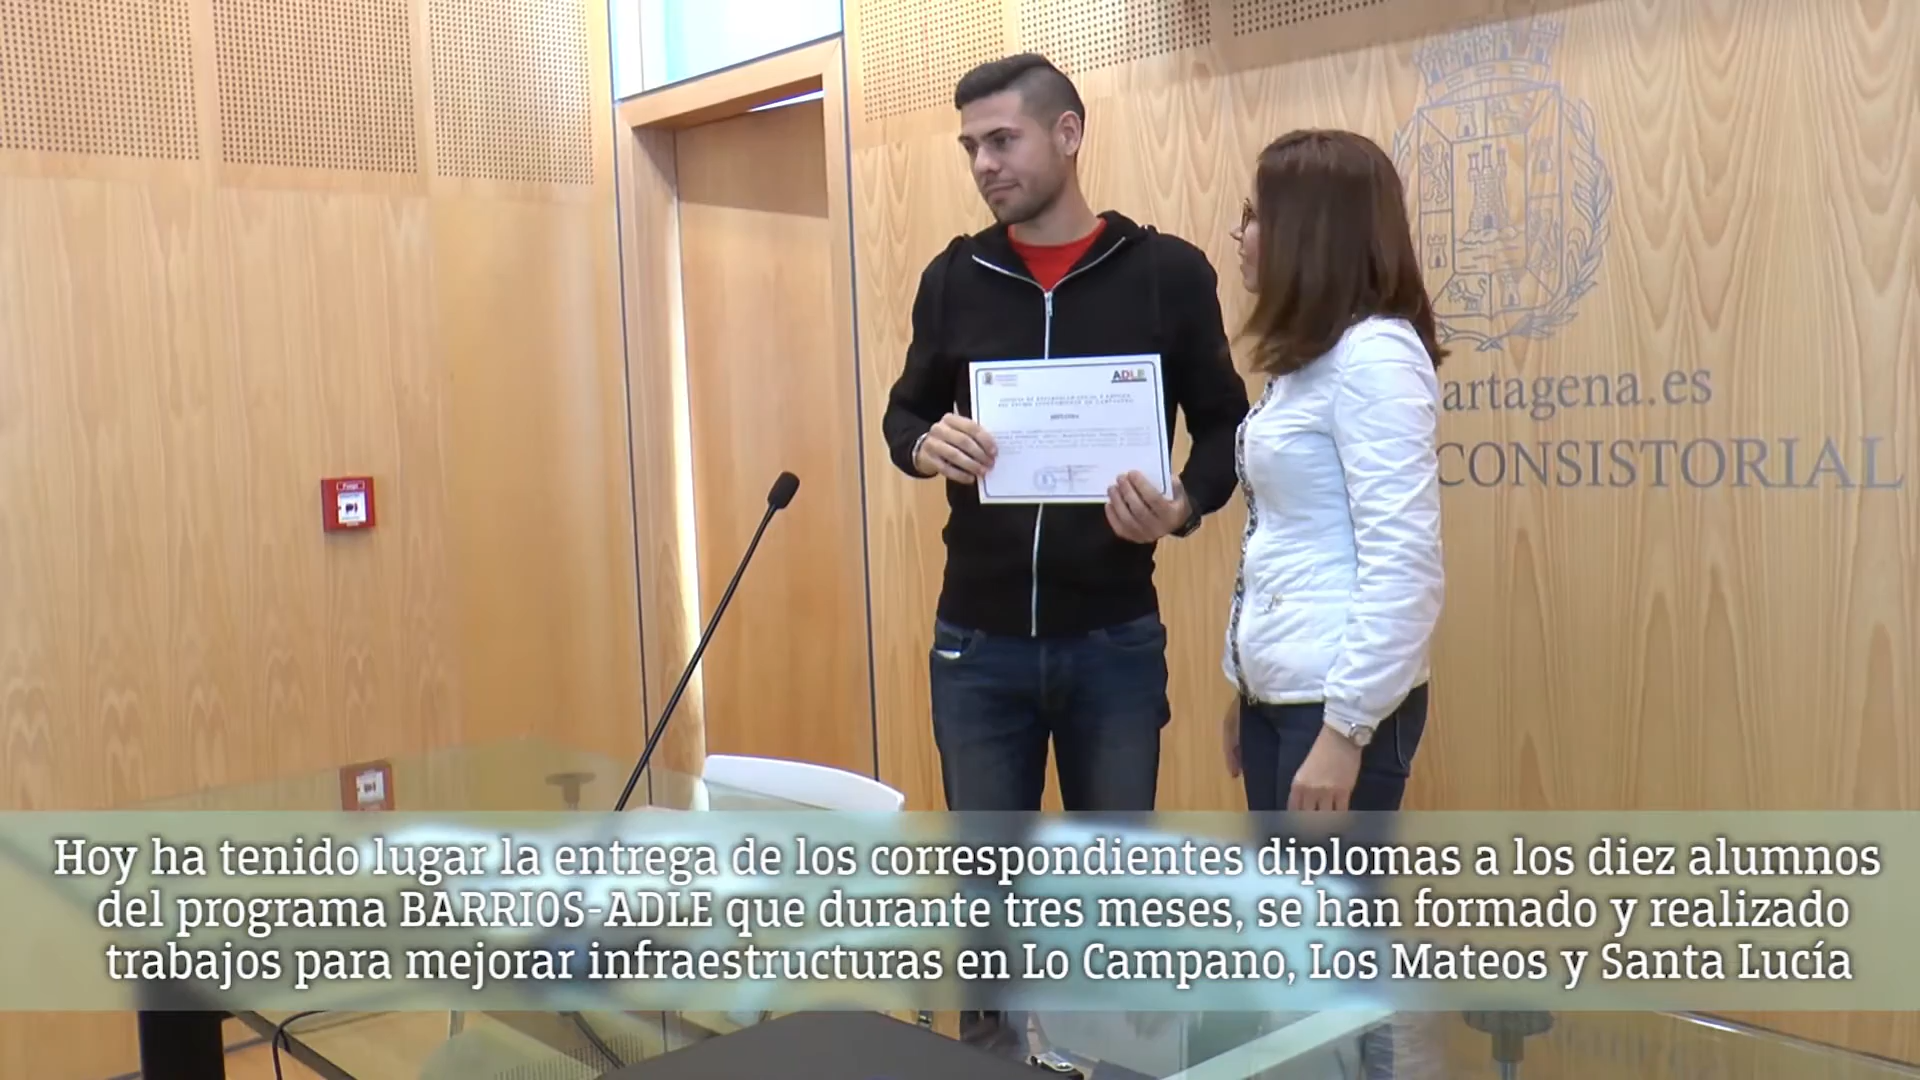 ADLE
DIPLOMA
artagena.es
CONSISTORIAL
Fuego
Hoy ha tenido lugar la entrega de los correspondientes diplomas a los diez alumnos
del programa BARRIOS-ADLE que durante tres meses, se han formado y realizado
trabajos para mejorar infraestructuras en Lo Campano, Los Mateos y Santa Lucía